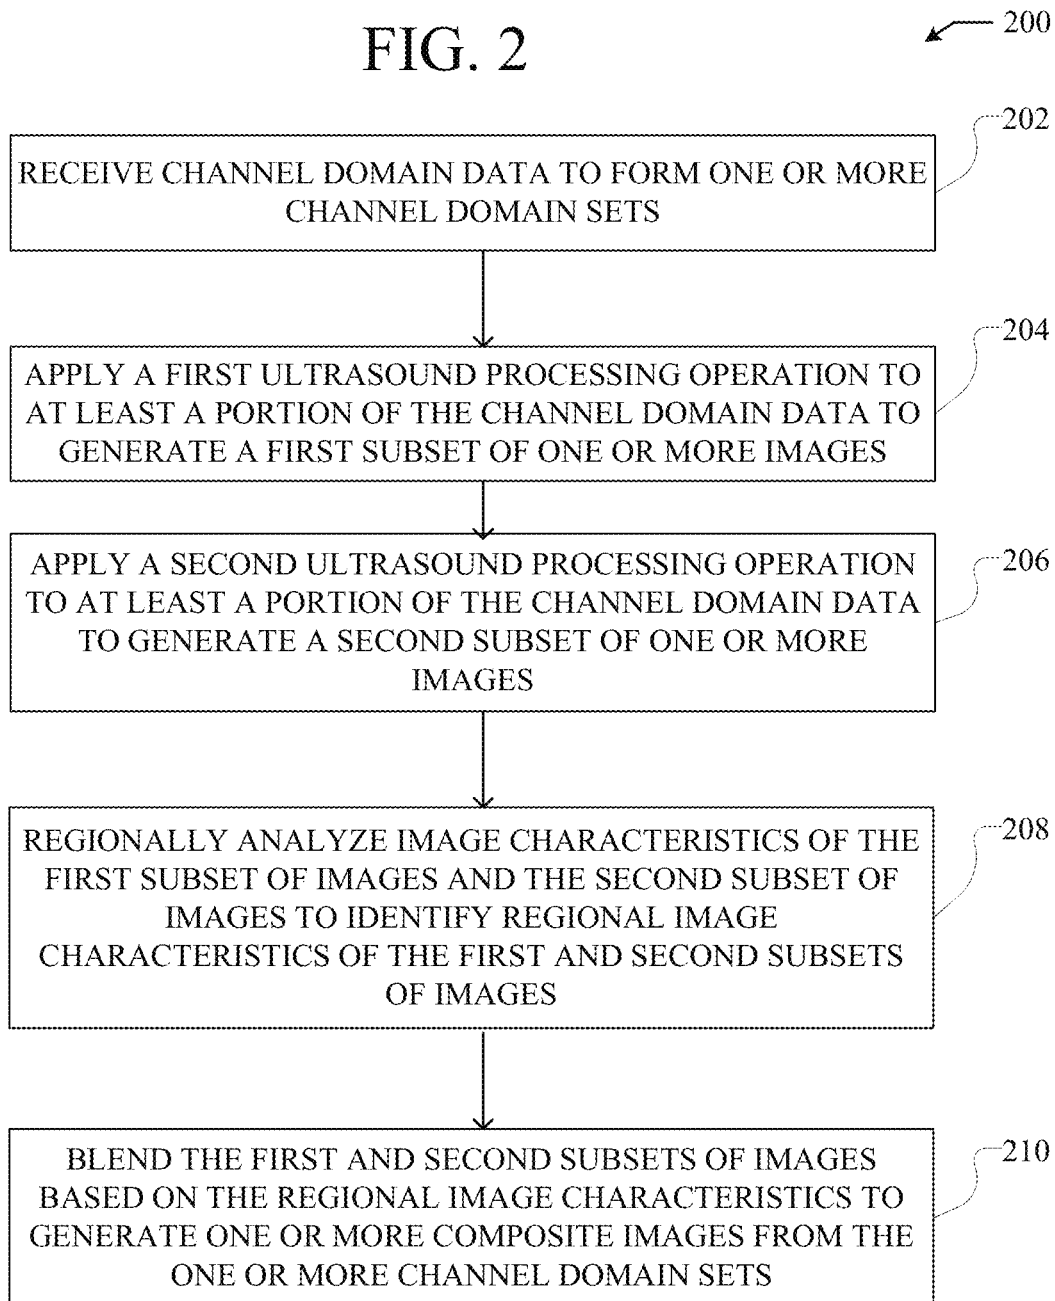 FIG. 2
200
202
RECEIVE CHANNEL DOMAIN DATA TO FORM ONE OR MORE
CHANNEL DOMAIN SETS
204
APPLY A FIRST ULTRASOUND PROCESSING OPERATION TO
AT LEAST A PORTION OF THE CHANNEL DOMAIN DATA TO
GENERATE A FIRST SUBSET OF ONE OR MORE IMAGES
206
APPLY A SECOND ULTRASOUND PROCESSING OPERATION
TO AT LEAST A PORTION OF THE CHANNEL DOMAIN DATA
TO GENERATE A SECOND SUBSET OF ONE OR MORE
IMAGES
208
REGIONALLY ANALYZE IMAGE CHARACTERISTICS OF THE
FIRST SUBSET OF IMAGES AND THE SECOND SUBSET OF
IMAGES TO IDENTIFY REGIONAL IMAGE
CHARACTERISTICS OF THE FIRST AND SECOND SUBSETS
OF IMAGES
210
BLEND THE FIRST AND SECOND SUBSETS OF IMAGES
BASED ON THE REGIONAL IMAGE CHARACTERISTICS TO
GENERATE ONE OR MORE COMPOSITE IMAGES FROM THE
ONE OR MORE CHANNEL DOMAIN SETS